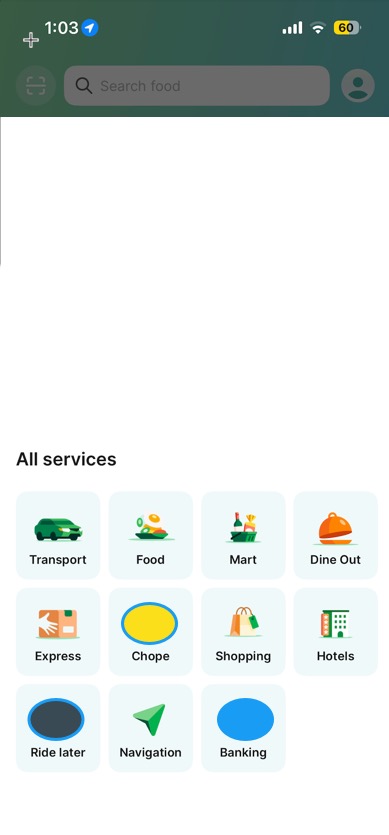 1:03
60
Search food
All services
Transport
Food
Mart
Dine Out
Express
Chope
Shopping
Hotels
Ride later
Navigation
Banking